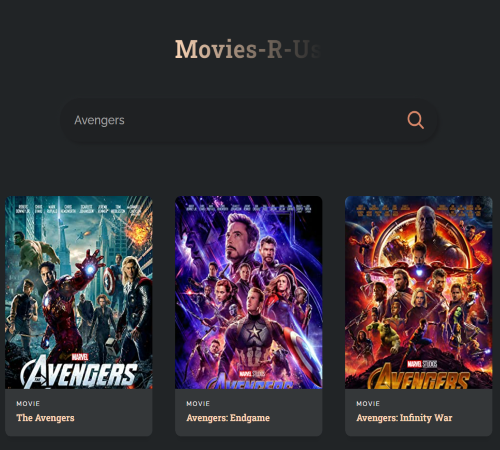 Movies-R-Us
Avengers
MARVEL
AVENGERS
MARVEL STUDIOS
AVENGERS
MARVEL STUDIOS
AVENGERS
MOVIE
The Avengers
MOVIE
Avengers: Endgame
MOVIE
Avengers: Infinity War